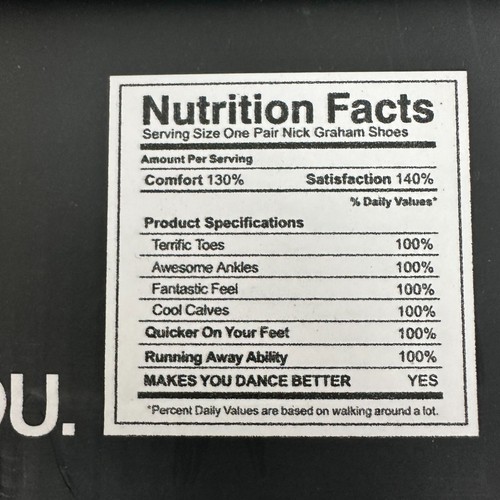 Nutrition Facts
Serving Size One Pair Nick Graham Shoes
Amount Per Serving
Comfort 130% Satisfaction 140%
% Daily Values*
Product Specifications
Terrific Toes 100%
Awesome Ankles 100%
Fantastic Feel 100%
Cool Calves 100%
Quicker On Your Feet 100%
Running Away Ability 100%
MAKES YOU DANCE BETTER YES
*Percent Daily Values are based on walking around a lot.
OU.